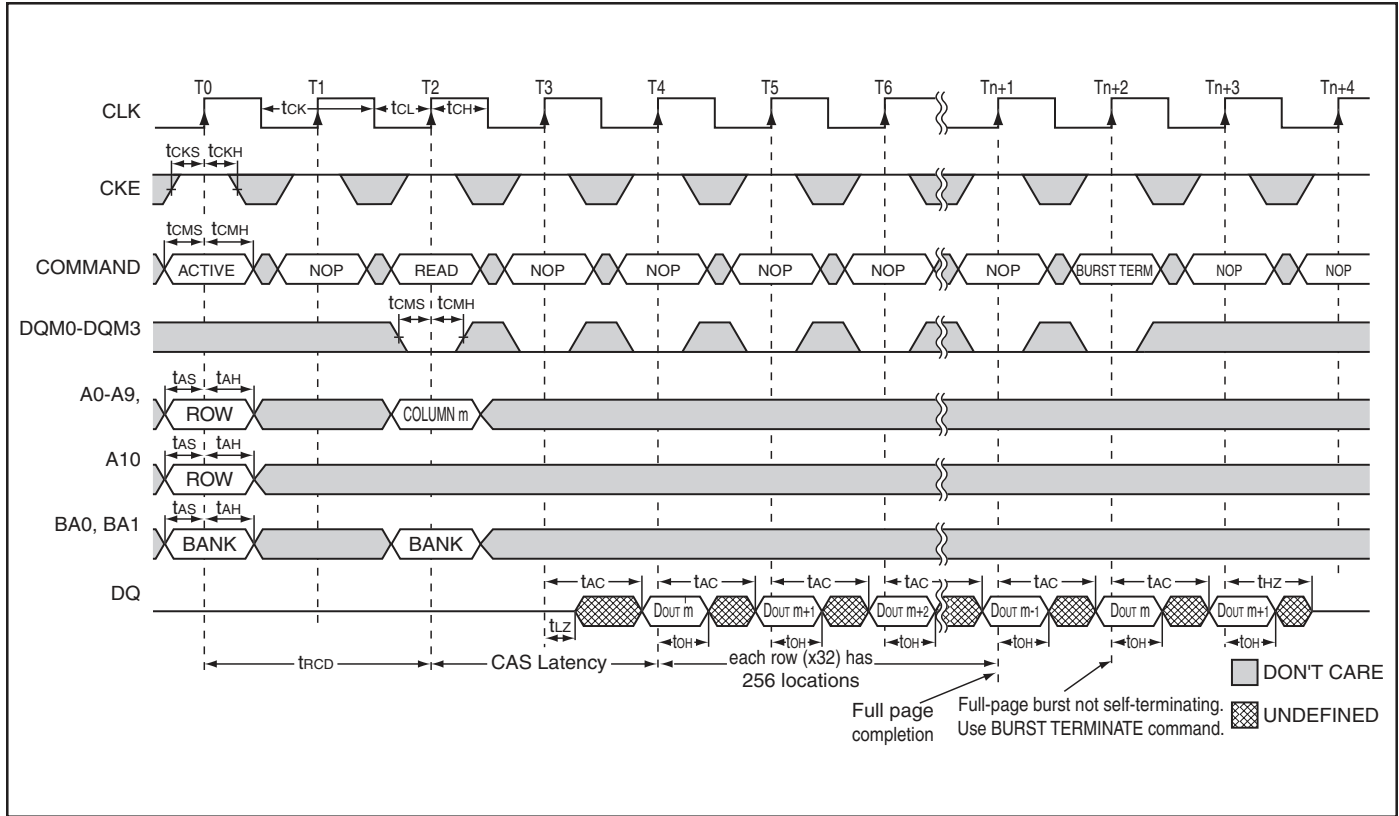 T0 T1 T2 T3 T4 T5 T6 Tn+1 Tn+2 Tn+3 Tn+4
CLK tCK tCL tCH
tCKS tCKH
CKE
tCMS tCMH
COMMAND ACTIVE NOP READ NOP NOP NOP NOP NOP BURST TERM NOP NOP
tCMS tCMH
DQM0-DQM3
tAS tAH
A0-A9, ROW COLUMN m
tAS tAH
A10 ROW
tAS tAH
BA0, BA1 BANK BANK
tAC tAC tAC tAC tAC tAC tHZ
DQ DOUT m DOUT m+1 DOUT m+2 DOUT m-1 DOUT m DOUT m+1
tLZ tOH tOH tOH tOH tOH tOH
tRCD CAS Latency each row (x32) has
256 locations
DON'T CARE
Full page
completion
Full-page burst not self-terminating.
Use BURST TERMINATE command.
UNDEFINED